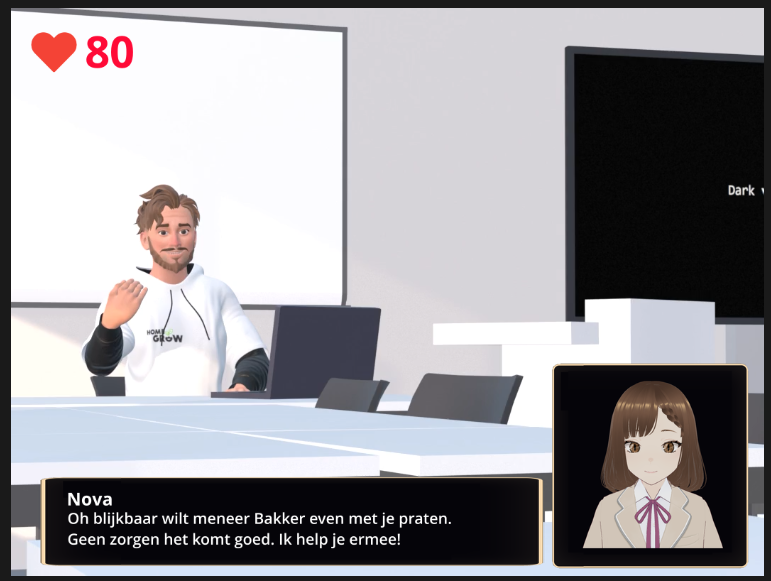 80
Dark
HOME
GROW
Nova
Oh blijkbaar wilt meneer Bakker even met je praten.
Geen zorgen het komt goed. Ik help je ermee!